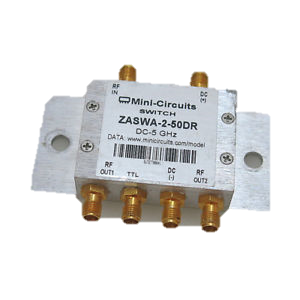 RF IN
DC (+)
Mini-Circuits
SWITCH
ZASWA-2-50DR
DC-5 GHz
DATA: www.minicircuits.com/model
RF OUT1
TTL
DC (-)
RF OUT2